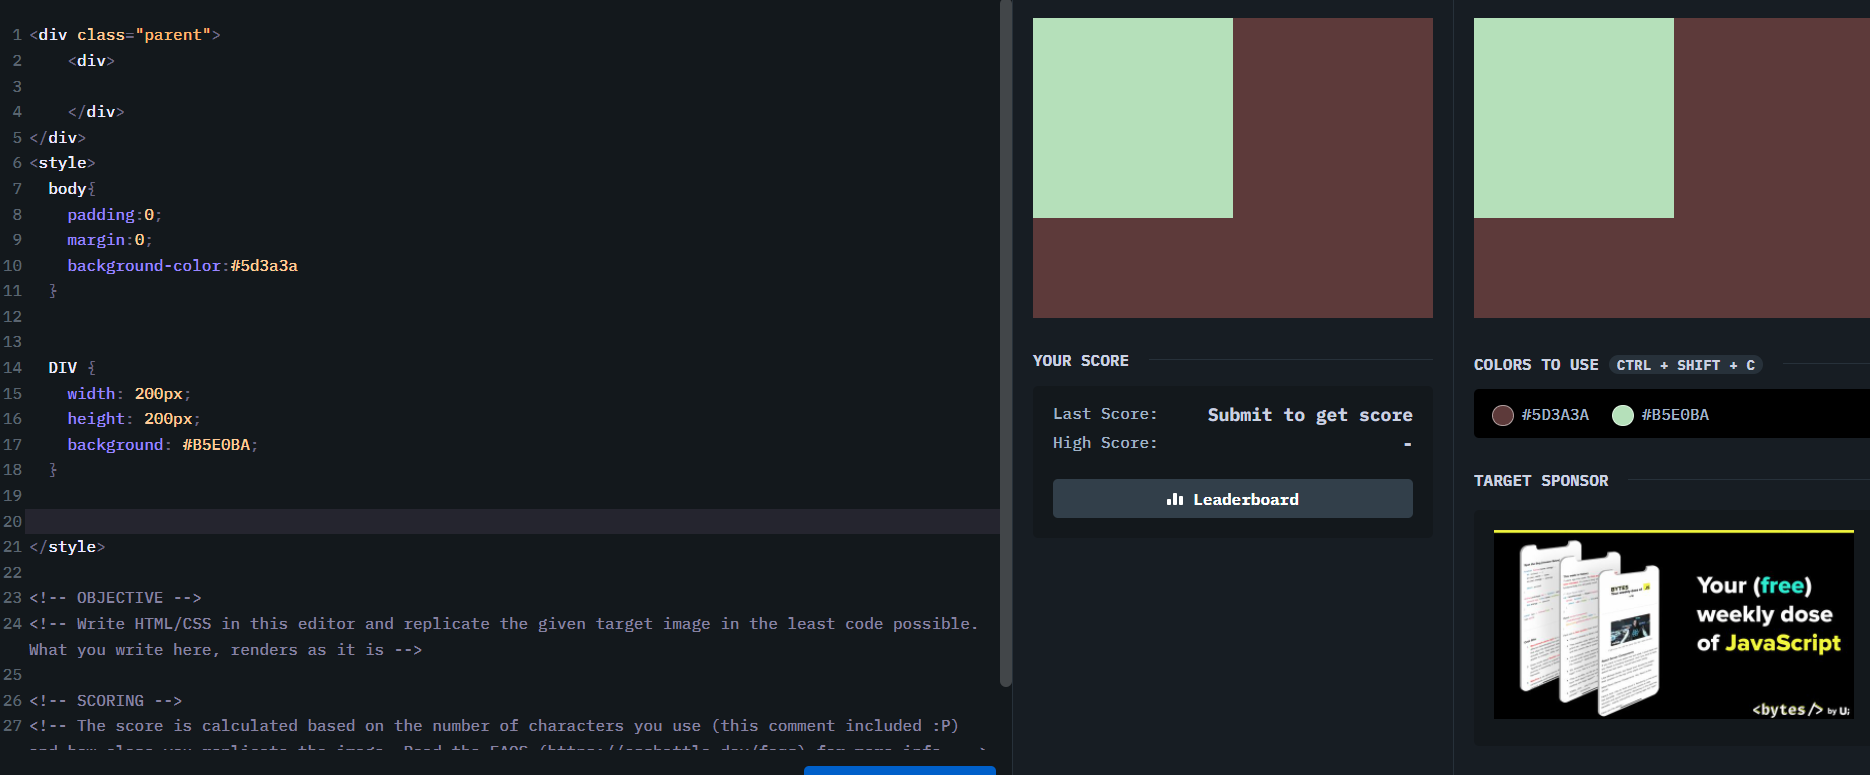 1 <div class="parent">
2 <div>
3
4 </div>
5 </div>
6 <style>
7 body{
8 padding:0;
9 margin:0;
10 background-color:#5d3a3a
11 }
12
13
14 DIV {
15 width: 200px;
16 height: 200px;
17 background: #B5E0BA;
18 }
19
20
21 </style>
22
23 <!-- OBJECTIVE -->
24 <!-- Write HTML/CSS in this editor and replicate the given target image in the least code possible.
What you write here, renders as it is -->
25
26 <!-- SCORING -->
27 <!-- The score is calculated based on the number of characters you use (this comment included :P)
YOUR SCORE
Last Score: Submit to get score
High Score: -
Leaderboard
COLORS TO USE CTRL + SHIFT + C
#5D3A3A #B5E0BA
TARGET SPONSOR
BYTES
Your (free)
weekly dose
of JavaScript
<bytes/> by ui